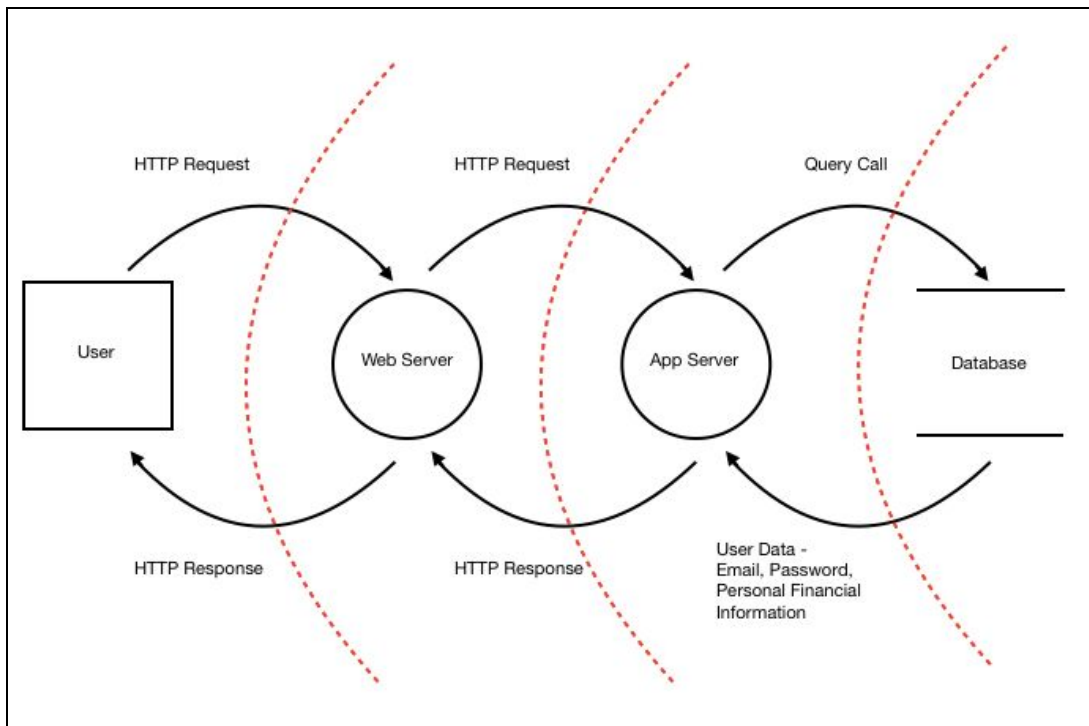 HTTP Request
HTTP Request
Query Call
User
Web Server
App Server
Database
HTTP Response
HTTP Response
User Data -
Email, Password,
Personal Financial
Information